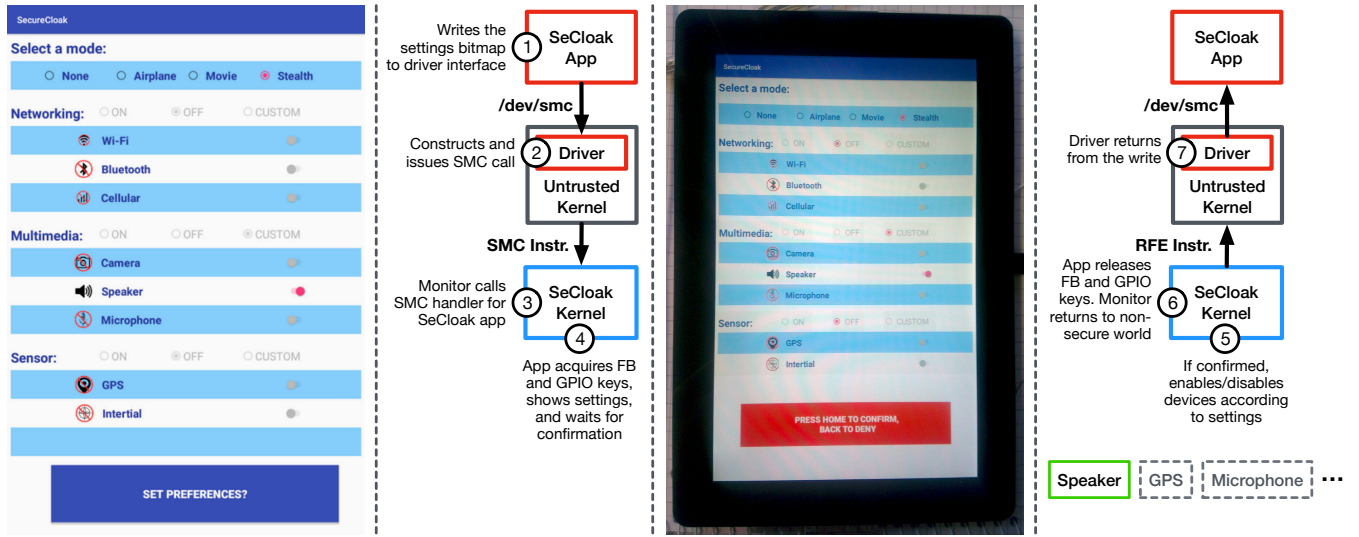 SecureCloak
Select a mode:
None Airplane Movie Stealth
Networking: ON OFF CUSTOM
Wi-Fi
Bluetooth
Cellular
Multimedia: ON OFF CUSTOM
Camera
Speaker
Microphone
Sensor: ON OFF CUSTOM
GPS
Intertial
SET PREFERENCES?
Writes the
settings bitmap
to driver interface
1
SeCloak
App
/dev/smc
Constructs and
issues SMC call
2
Driver
Untrusted
Kernel
SMC Instr.
Monitor calls
SMC handler for
SeCloak app
3
SeCloak
Kernel
4
App acquires FB
and GPIO keys,
shows settings,
and waits for
confirmation
SecureCloak
Select a mode:
None Airplane Movie Stealth
Networking: ON OFF CUSTOM
Wi-Fi
Bluetooth
Cellular
Multimedia: ON OFF CUSTOM
Camera
Speaker
Microphone
Sensor: ON OFF CUSTOM
GPS
Intertial
PRESS HOME TO CONFIRM,
BACK TO DENY
SeCloak
App
/dev/smc
Driver returns
from the write
7
Driver
Untrusted
Kernel
RFE Instr.
App releases
FB and GPIO
keys. Monitor
returns to non-
secure world
6
SeCloak
Kernel
5
If confirmed,
enables/disables
devices according
to settings
Speaker GPS Microphone ...